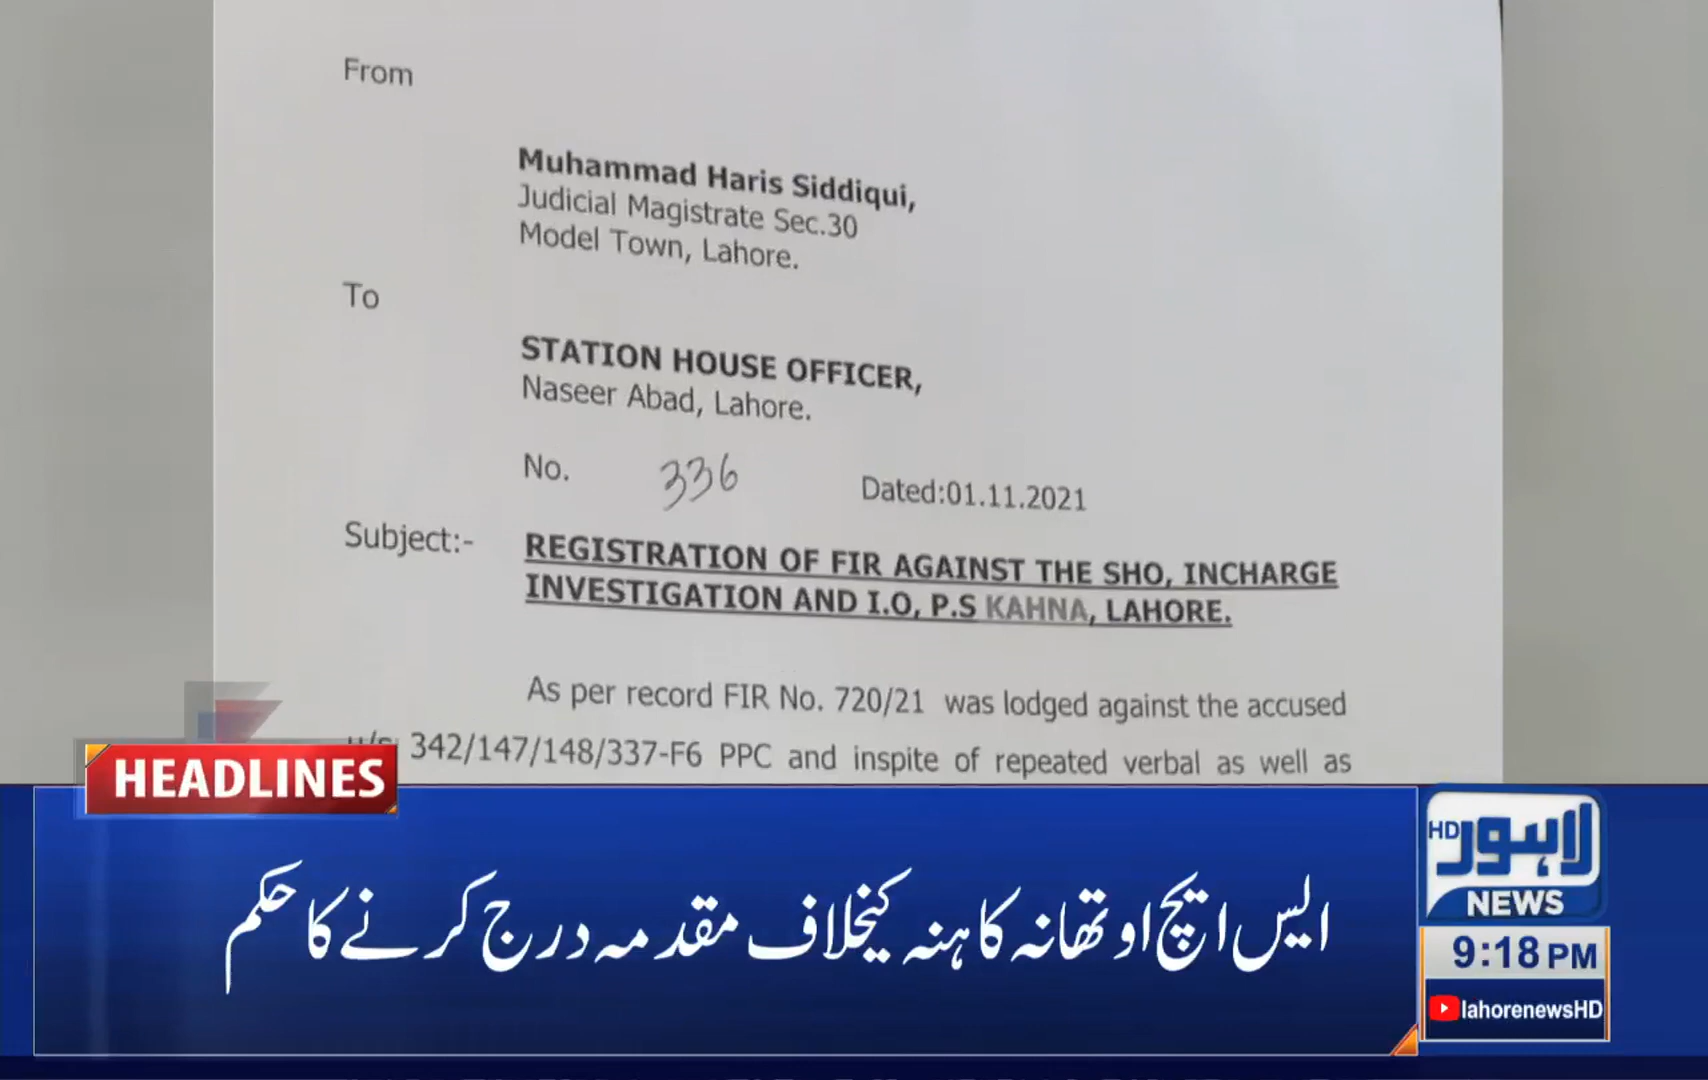 From
Muhammad Haris Siddiqui,
Judicial Magistrate Sec.30
Model Town, Lahore.
To
STATION HOUSE OFFICER,
Naseer Abad, Lahore.
No. 336 Dated:01.11.2021
Subject:- REGISTRATION OF FIR AGAINST THE SHO, INCHARGE
INVESTIGATION AND I.O, P.S KAHNA, LAHORE.
As per record FIR No. 720/21 was lodged against the accused
u/s 342/147/148/337-F6 PPC and inspite of repeated verbal as well as
HEADLINES
ایس ایچ او تھانہ کاہنہ کیخلاف مقدمہ درج کرنے کا حکم
لاہور HD
NEWS
9:18 PM
lahorenewsHD